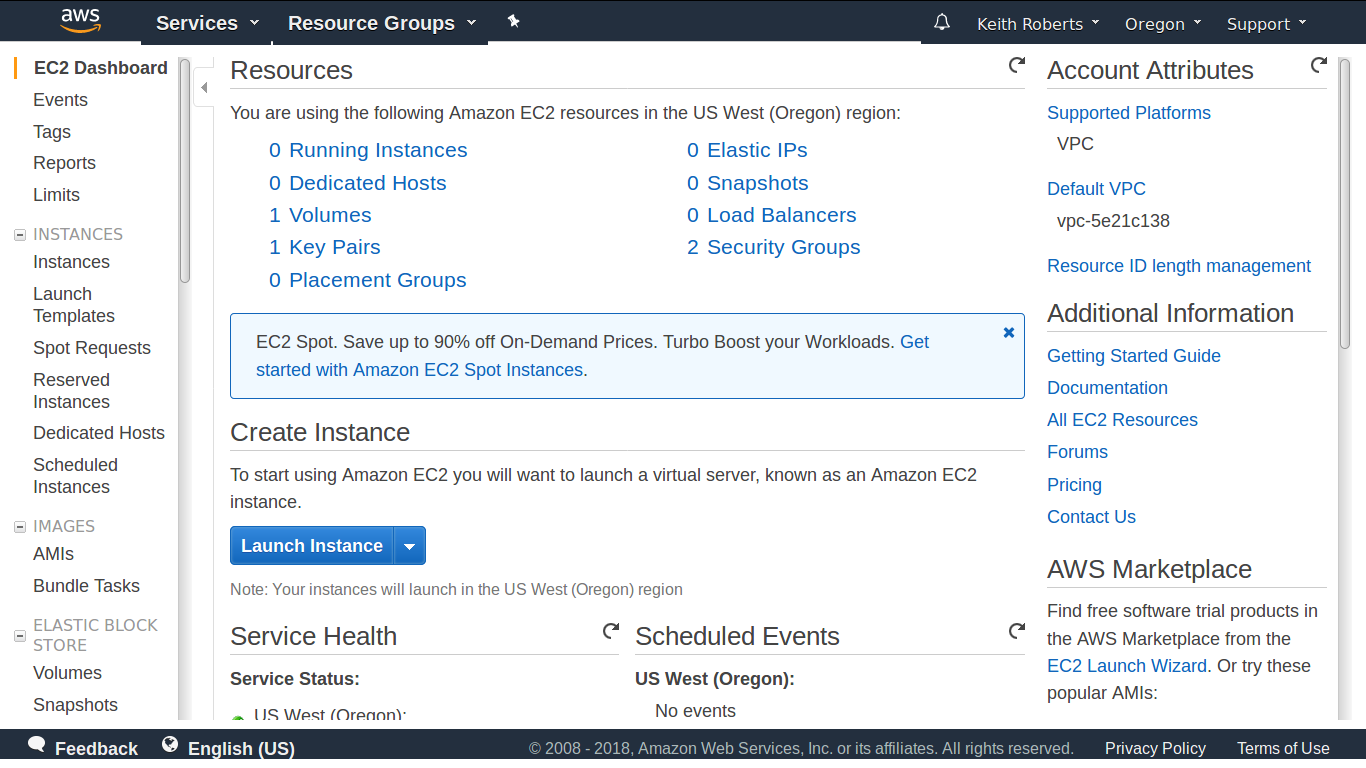 aws
Services
Resource Groups
Keith Roberts
Oregon
Support
EC2 Dashboard
Events
Tags
Reports
Limits
INSTANCES
Instances
Launch
Templates
Spot Requests
Reserved
Instances
Dedicated Hosts
Scheduled
Instances
IMAGES
AMIs
Bundle Tasks
ELASTIC BLOCK
STORE
Volumes
Snapshots
Resources
You are using the following Amazon EC2 resources in the US West (Oregon) region:
0 Running Instances
0 Elastic IPs
0 Dedicated Hosts
0 Snapshots
1 Volumes
0 Load Balancers
1 Key Pairs
2 Security Groups
0 Placement Groups
EC2 Spot. Save up to 90% off On-Demand Prices. Turbo Boost your Workloads. Get
started with Amazon EC2 Spot Instances.
Create Instance
To start using Amazon EC2 you will want to launch a virtual server, known as an Amazon EC2
instance.
Launch Instance
Note: Your instances will launch in the US West (Oregon) region
Service Health
Service Status:
US West (Oregon):
Scheduled Events
US West (Oregon):
No events
Account Attributes
Supported Platforms
VPC
Default VPC
vpc-5e21c138
Resource ID length management
Additional Information
Getting Started Guide
Documentation
All EC2 Resources
Forums
Pricing
Contact Us
AWS Marketplace
Find free software trial products in
the AWS Marketplace from the
EC2 Launch Wizard. Or try these
popular AMIs:
Feedback
English (US)
© 2008 - 2018, Amazon Web Services, Inc. or its affiliates. All rights reserved.
Privacy Policy
Terms of Use